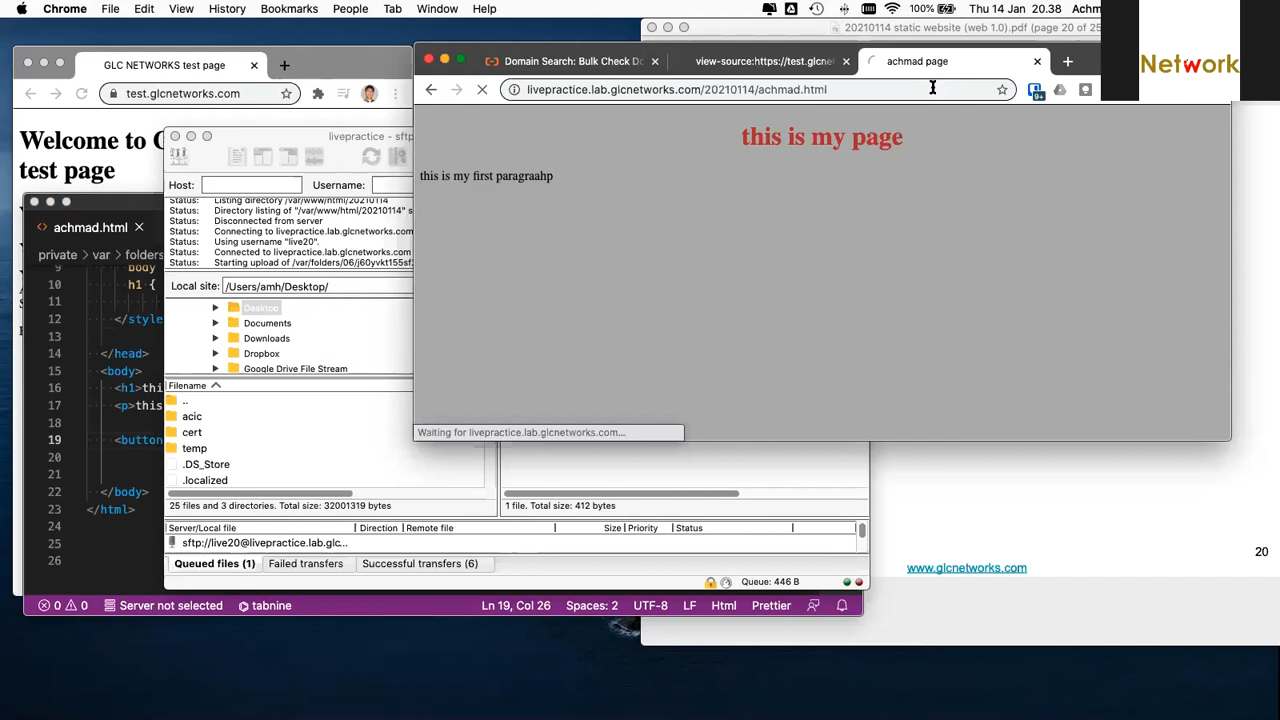 Chrome File Edit View History Bookmarks People Tab Window Help 100% Thu 14 Jan 20.38 Achm
20210114 static website (web 1.0).pdf (page 20 of 25
Network
GLC NETWORKS test page
Domain Search: Bulk Check Do
view-source:https://test.glcnet
achmad page
test.glcnetworks.com
livepractice.lab.glcnetworks.com/20210114/achmad.html
9+
Welcome to
test page
this is my page
this is my first paragraahp
Waiting for livepractice.lab.glcnetworks.com...
livepractice - sftp
Host:
Username:
Status: Listing directory /var/www/html/20210114
Status: Directory listing of "/var/www/html/20210114" s
Status: Disconnected from server
Status: Connecting to livepractice.lab.glcnetworks.com
Status: Using username "live20".
Status: Connected to livepractice.lab.glcnetworks.com
Status: Starting upload of /var/folders/06/j60yvkt155sf
Local site: /Users/amh/Desktop/
Desktop
Documents
Downloads
Dropbox
Google Drive File Stream
Filename
..
acic
cert
temp
.DS_Store
.localized
25 files and 3 directories. Total size: 32001319 bytes
1 file. Total size: 412 bytes
Server/Local file Direction Remote file Size Priority Status
sftp://live20@livepractice.lab.glc...
Queued files (1) Failed transfers Successful transfers (6)
Queue: 446 B
achmad.html
private > var > folders
9 body
10 h1 {
11
12 </style
13
14 </head>
15 <body>
16 <h1>thi
17 <p>this
18
19 <button
20
21
22 </body>
23 </html>
24
25
26
0 0 Server not selected tabnine Ln 19, Col 26 Spaces: 2 UTF-8 LF Html Prettier
20
www.glcnetworks.com